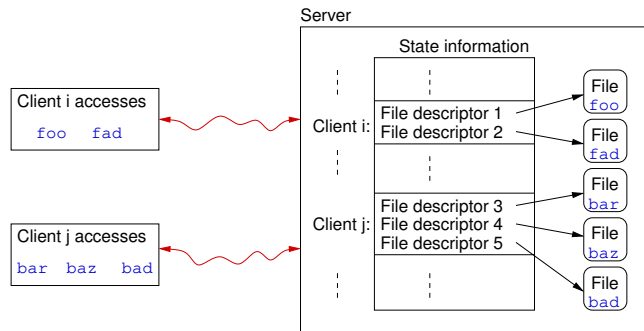 Server
State information
Client i accesses
foo fad
Client i:
File descriptor 1
File descriptor 2
File
foo
File
fad
Client j accesses
bar baz bad
Client j:
File descriptor 3
File descriptor 4
File descriptor 5
File
bar
File
baz
File
bad